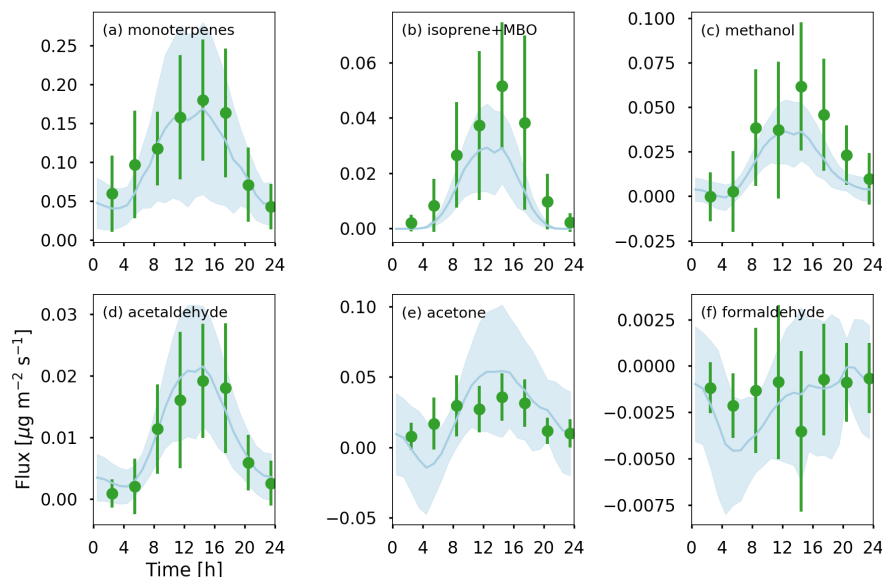 (a) monoterpenes
0.25
0.20
0.15
0.10
0.05
0.00
0 4 8 12 16 20 24
(b) isoprene+MBO
0.06
0.04
0.02
0.00
0 4 8 12 16 20 24
(c) methanol
0.100
0.075
0.050
0.025
0.000
−0.025
0 4 8 12 16 20 24
Flux [μg m⁻² s⁻¹]
(d) acetaldehyde
0.03
0.02
0.01
0.00
0 4 8 12 16 20 24
Time [h]
(e) acetone
0.10
0.05
0.00
−0.05
0 4 8 12 16 20 24
(f) formaldehyde
0.0025
0.0000
−0.0025
−0.0050
−0.0075
0 4 8 12 16 20 24